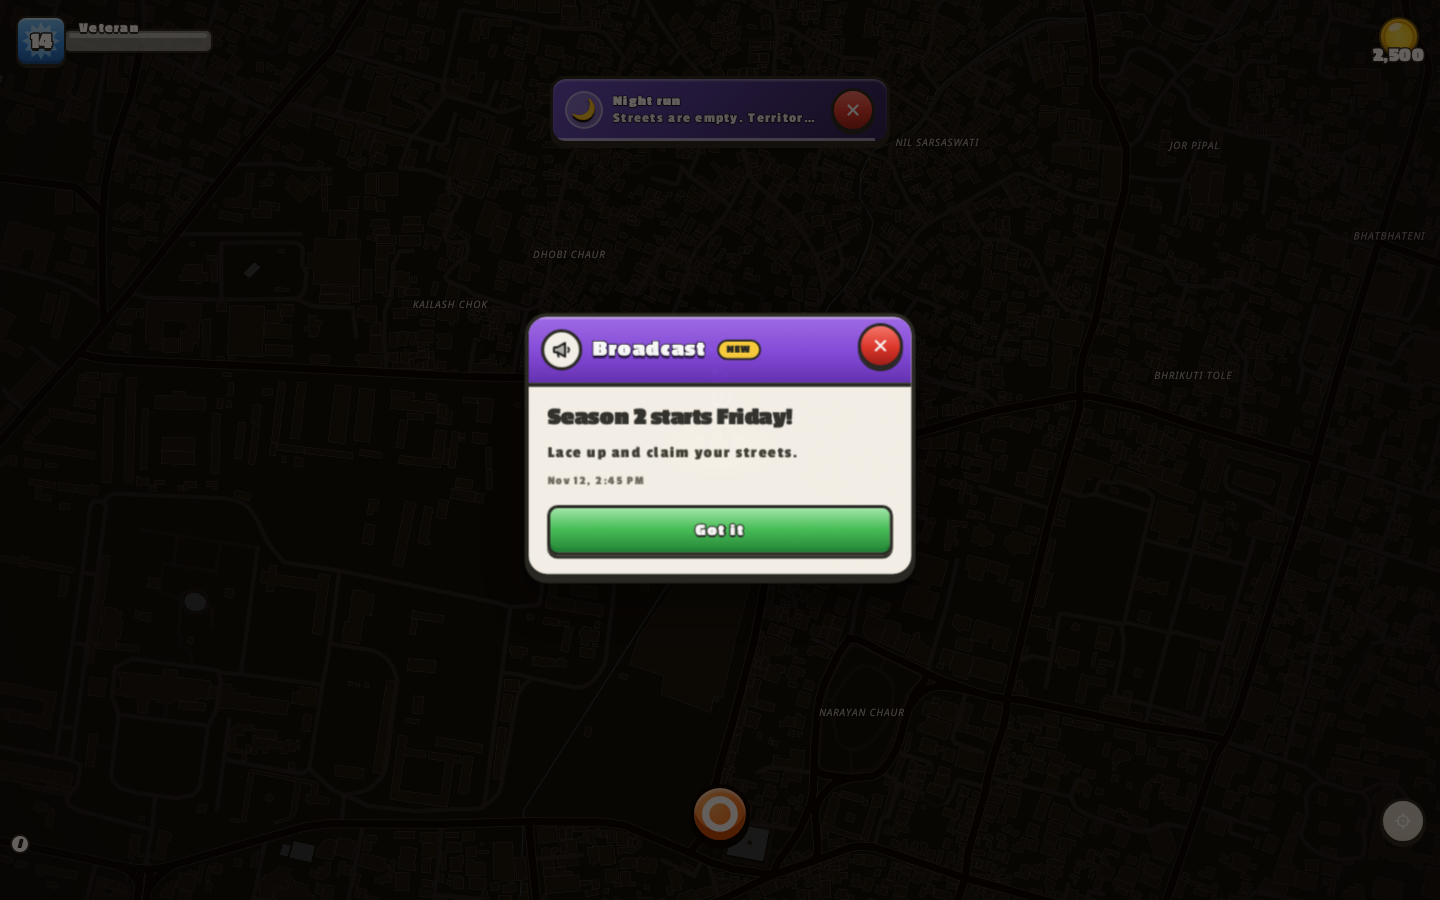 14
Veteran
2,500
Night run
Streets are empty. Territor...
NIL SARSASWATI
JOR PIPAL
BHATBHATENI
DHOBI CHAUR
KAILASH CHOK
Broadcast
NEW
BHRIKUTI TOLE
Season 2 starts Friday!
Lace up and claim your streets.
Nov 12, 2:45 PM
Got it
NARAYAN CHAUR